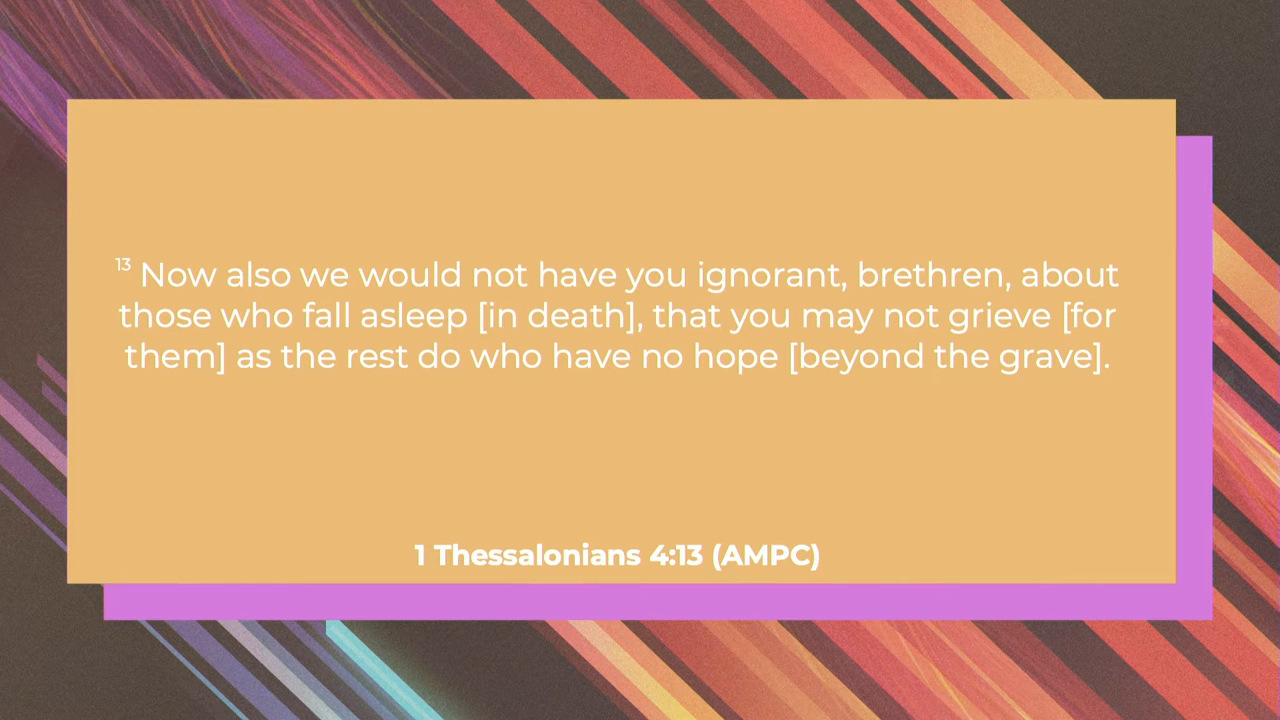 13 Now also we would not have you ignorant, brethren, about
those who fall asleep [in death], that you may not grieve [for
them] as the rest do who have no hope [beyond the grave].
1 Thessalonians 4:13 (AMPC)